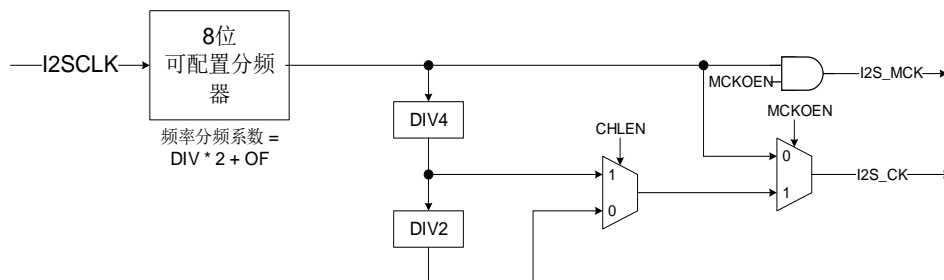 I2SCLK
8位
可配置分频
器
频率分频系数 =
DIV * 2 + OF
DIV4
DIV2
CHLEN
1
0
MCKOEN
I2S_MCK
MCKOEN
0
1
I2S_CK